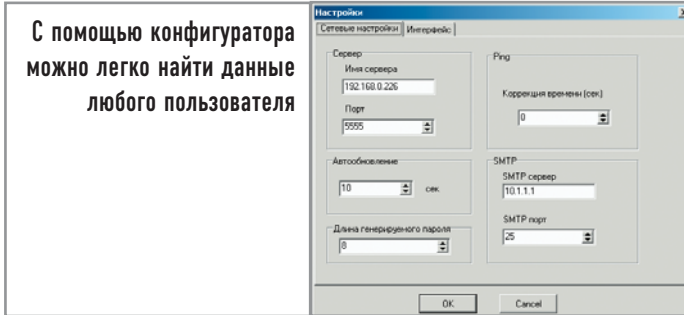 С помощью конфигуратора
можно легко найти данные
любого пользователя
Настройки
Сетевые настройки Интерфейс
Сервер
Имя сервера
192.168.0.226
Порт
5555
Ping
Коррекция времени (сек)
0
Автообновление
10 сек
SMTP
SMTP сервер
10.1.1.1
SMTP порт
25
Длина генерируемого пароля
8
OK Cancel